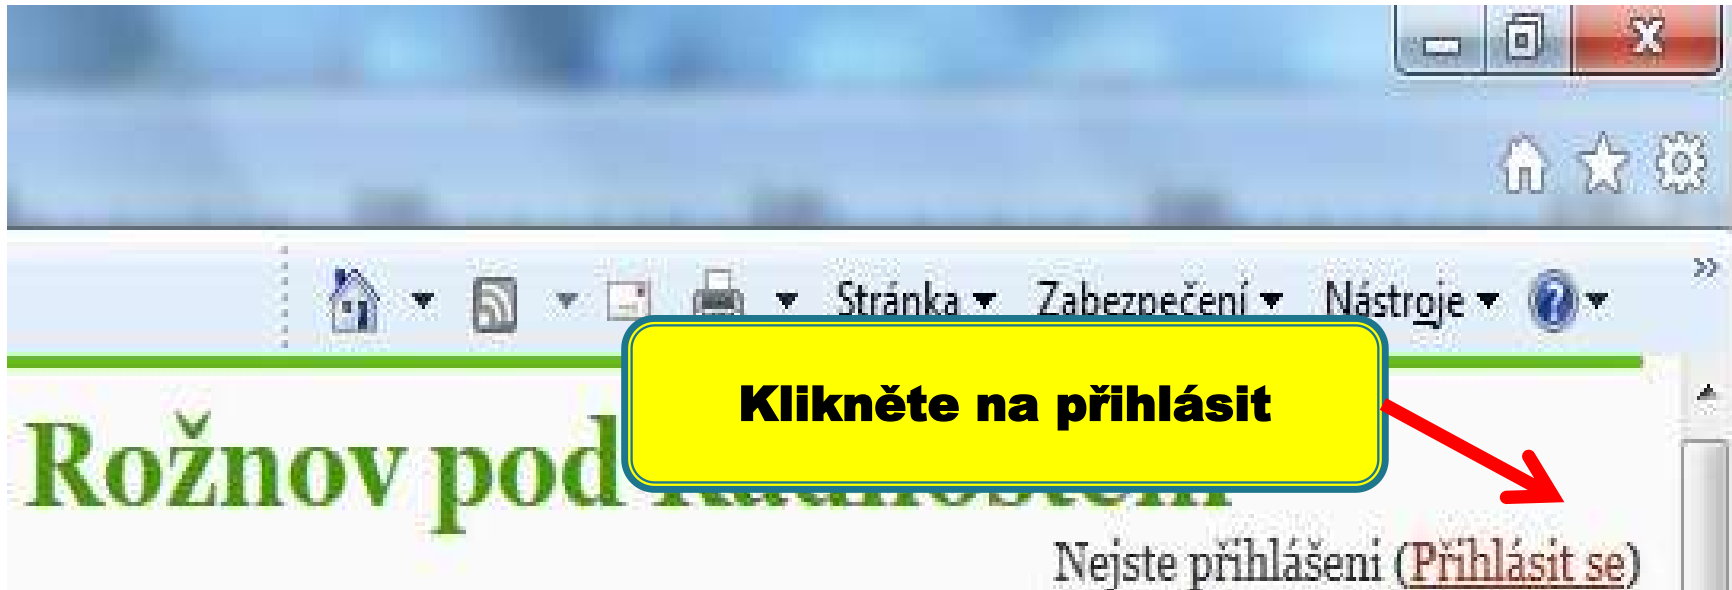 Stránka Zabezpečení Nástroje
Klikněte na přihlásit
Rožnov pod
Nejste přihlášeni (Přihlásit se)